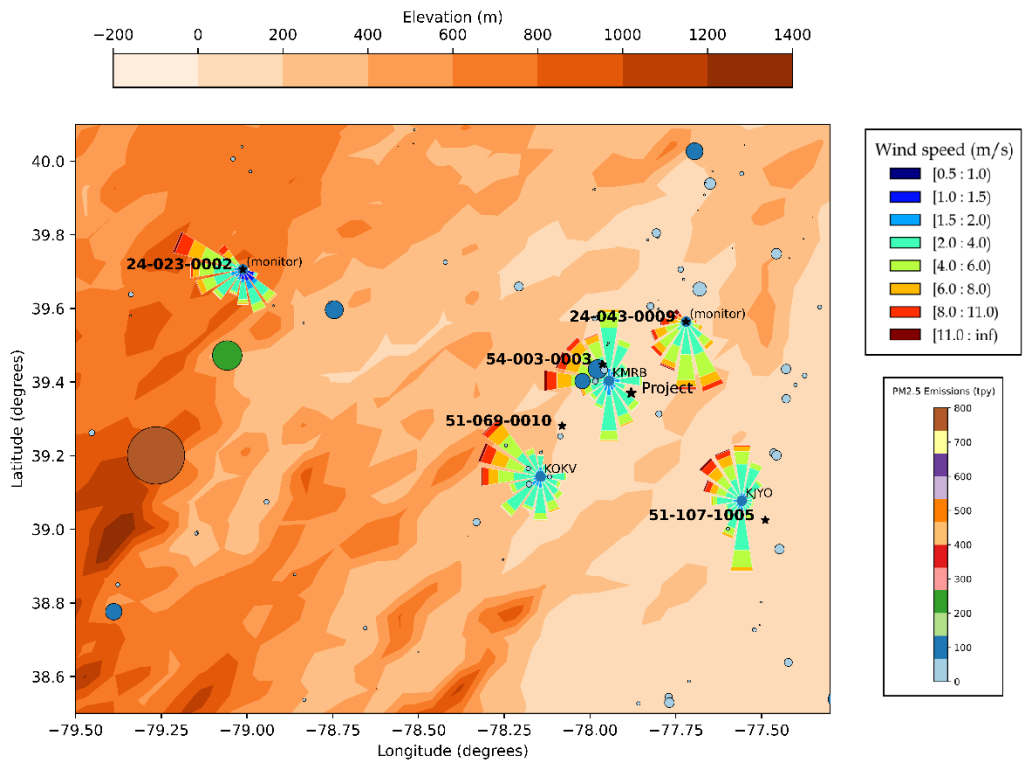 Elevation (m)
−200 0 200 400 600 800 1000 1200 1400
Wind speed (m/s)
[0.5 : 1.0)
[1.0 : 1.5)
[1.5 : 2.0)
[2.0 : 4.0)
[4.0 : 6.0)
[6.0 : 8.0)
[8.0 : 11.0)
[11.0 : inf)
PM2.5 Emissions (tpy)
800
700
600
500
400
300
200
100
0
Latitude (degrees)
40.0
39.8
39.6
39.4
39.2
39.0
38.8
38.6
24-023-0002 (monitor)
24-043-0009 (monitor)
54-003-0003
KMRB
Project
51-069-0010
KOKV
KJYO
51-107-1005
−79.50 −79.25 −79.00 −78.75 −78.50 −78.25 −78.00 −77.75 −77.50
Longitude (degrees)